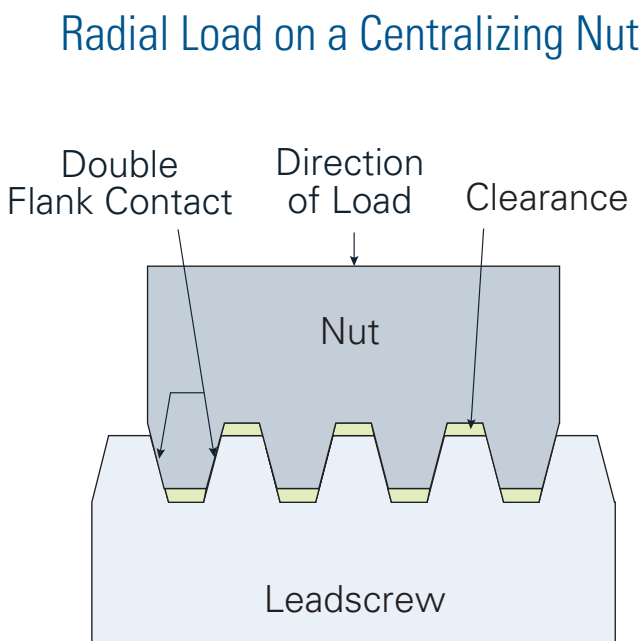 Radial Load on a Centralizing Nut
Double
Flank Contact
Direction
of Load
Clearance
Nut
Leadscrew